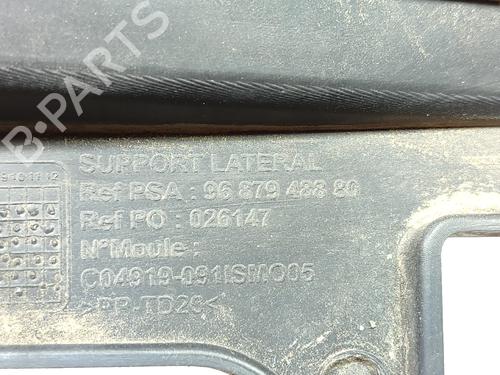 B-PARTS
SUPPORT LATERAL
Ref PSA : 96 879 488 80
Ref PO : 026147
N°Moule :
C04919-091ISMO05
>PP-TD20<